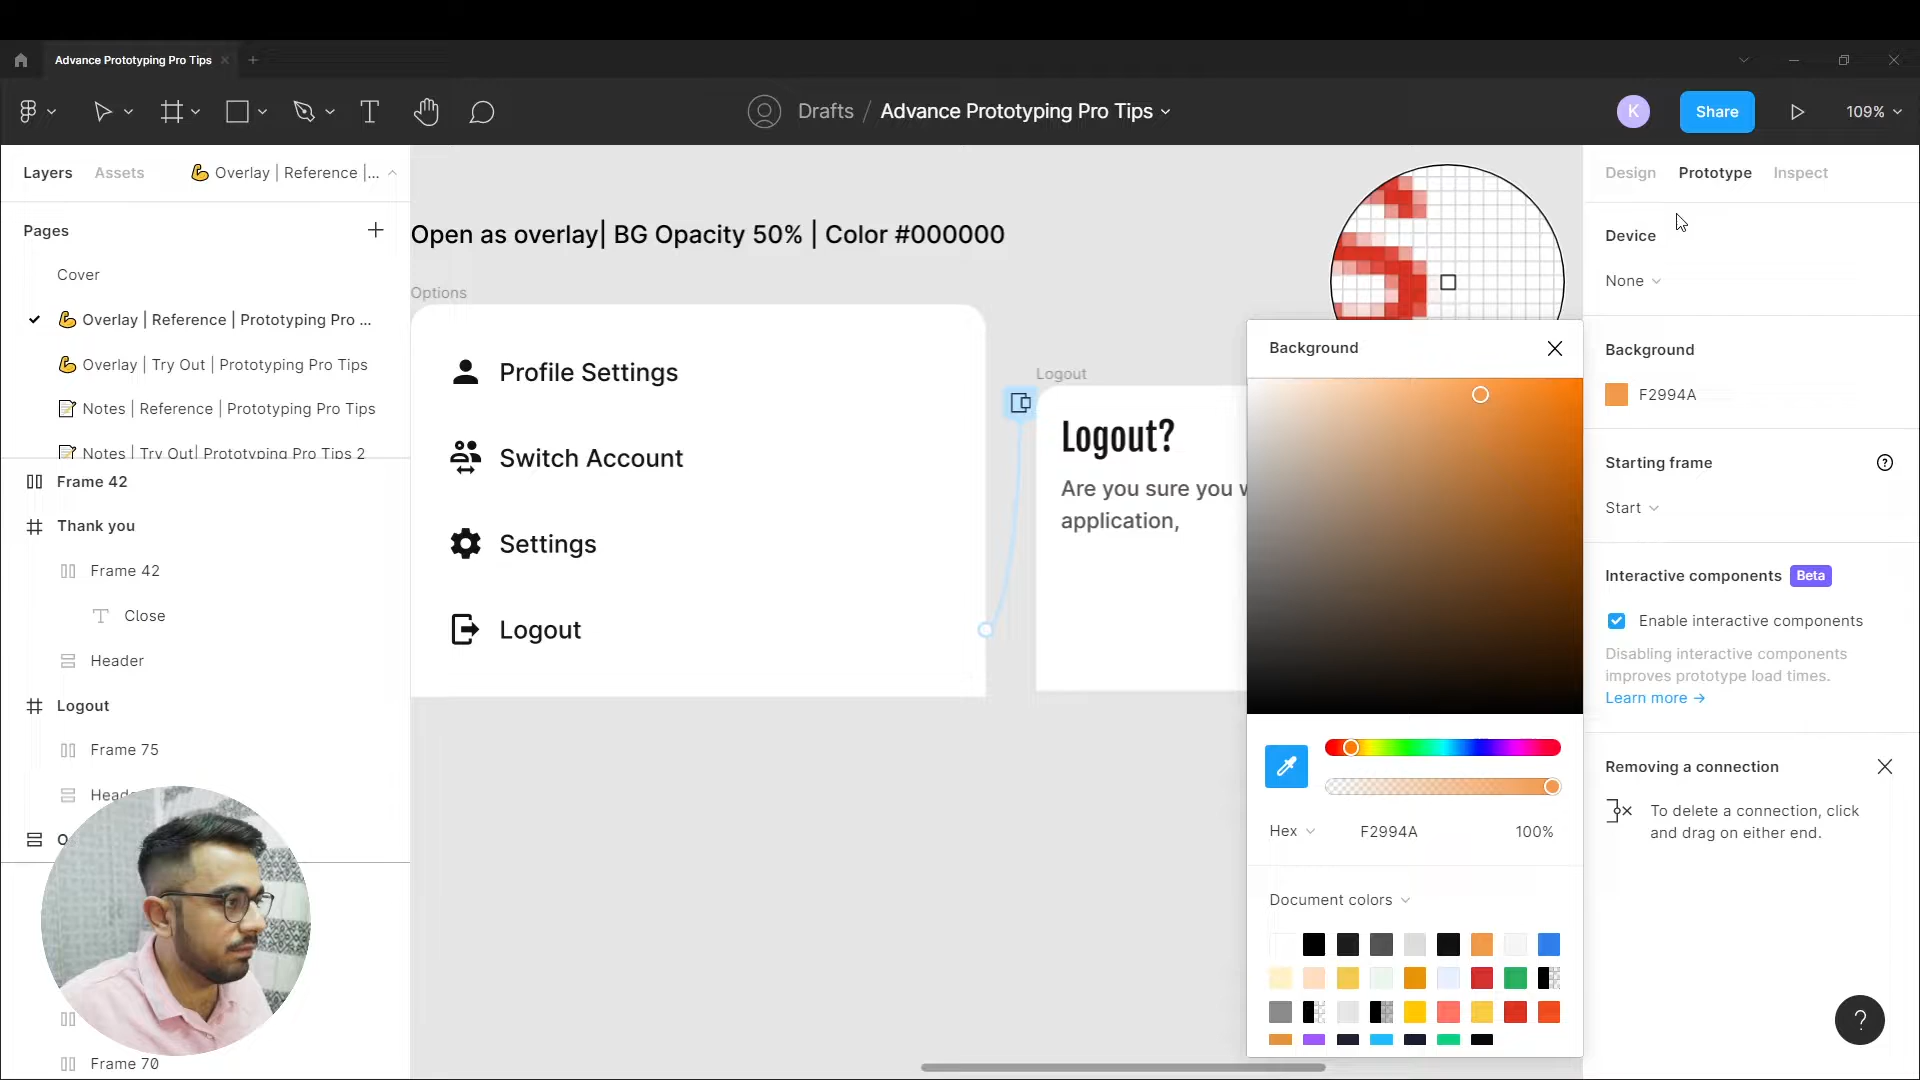 Advance Prototyping Pro Tips
Drafts / Advance Prototyping Pro Tips
K
Share
109%
Layers
Assets
💪 Overlay | Reference |...
Pages
Cover
💪 Overlay | Reference | Prototyping Pro ...
💪 Overlay | Try Out | Prototyping Pro Tips
📝 Notes | Reference | Prototyping Pro Tips
📝 Notes | Try Out| Prototyping Pro Tips 2
Frame 42
Thank you
Frame 42
Close
Header
Logout
Frame 75
Frame 70
Open as overlay| BG Opacity 50% | Color #000000
Options
Profile Settings
Switch Account
Settings
Logout
Logout
Logout?
Are you sure you
application,
Background
Hex
F2994A
100%
Document colors
Design
Prototype
Inspect
Device
None
Background
F2994A
Starting frame
?
Start
Interactive components Beta
Enable interactive components
Disabling interactive components
improves prototype load times.
Learn more →
Removing a connection
To delete a connection, click
and drag on either end.
?